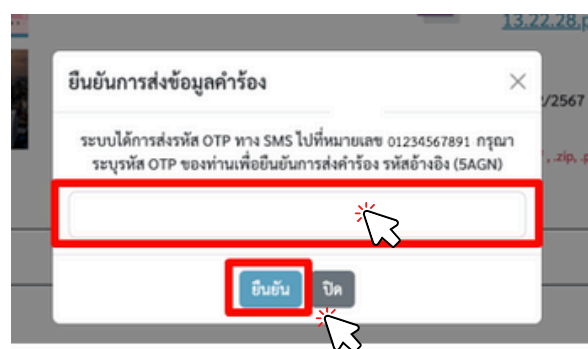 13.22.28.p
ยืนยันการส่งข้อมูลคำร้อง
/2567
ระบบได้การส่งรหัส OTP ทาง SMS ไปที่หมายเลข 01234567891 กรุณา
ระบุรหัส OTP ของท่านเพื่อยืนยันการส่งคำร้อง รหัสอ้างอิง (5AGN)
, .zip, .p
ยืนยัน ปิด